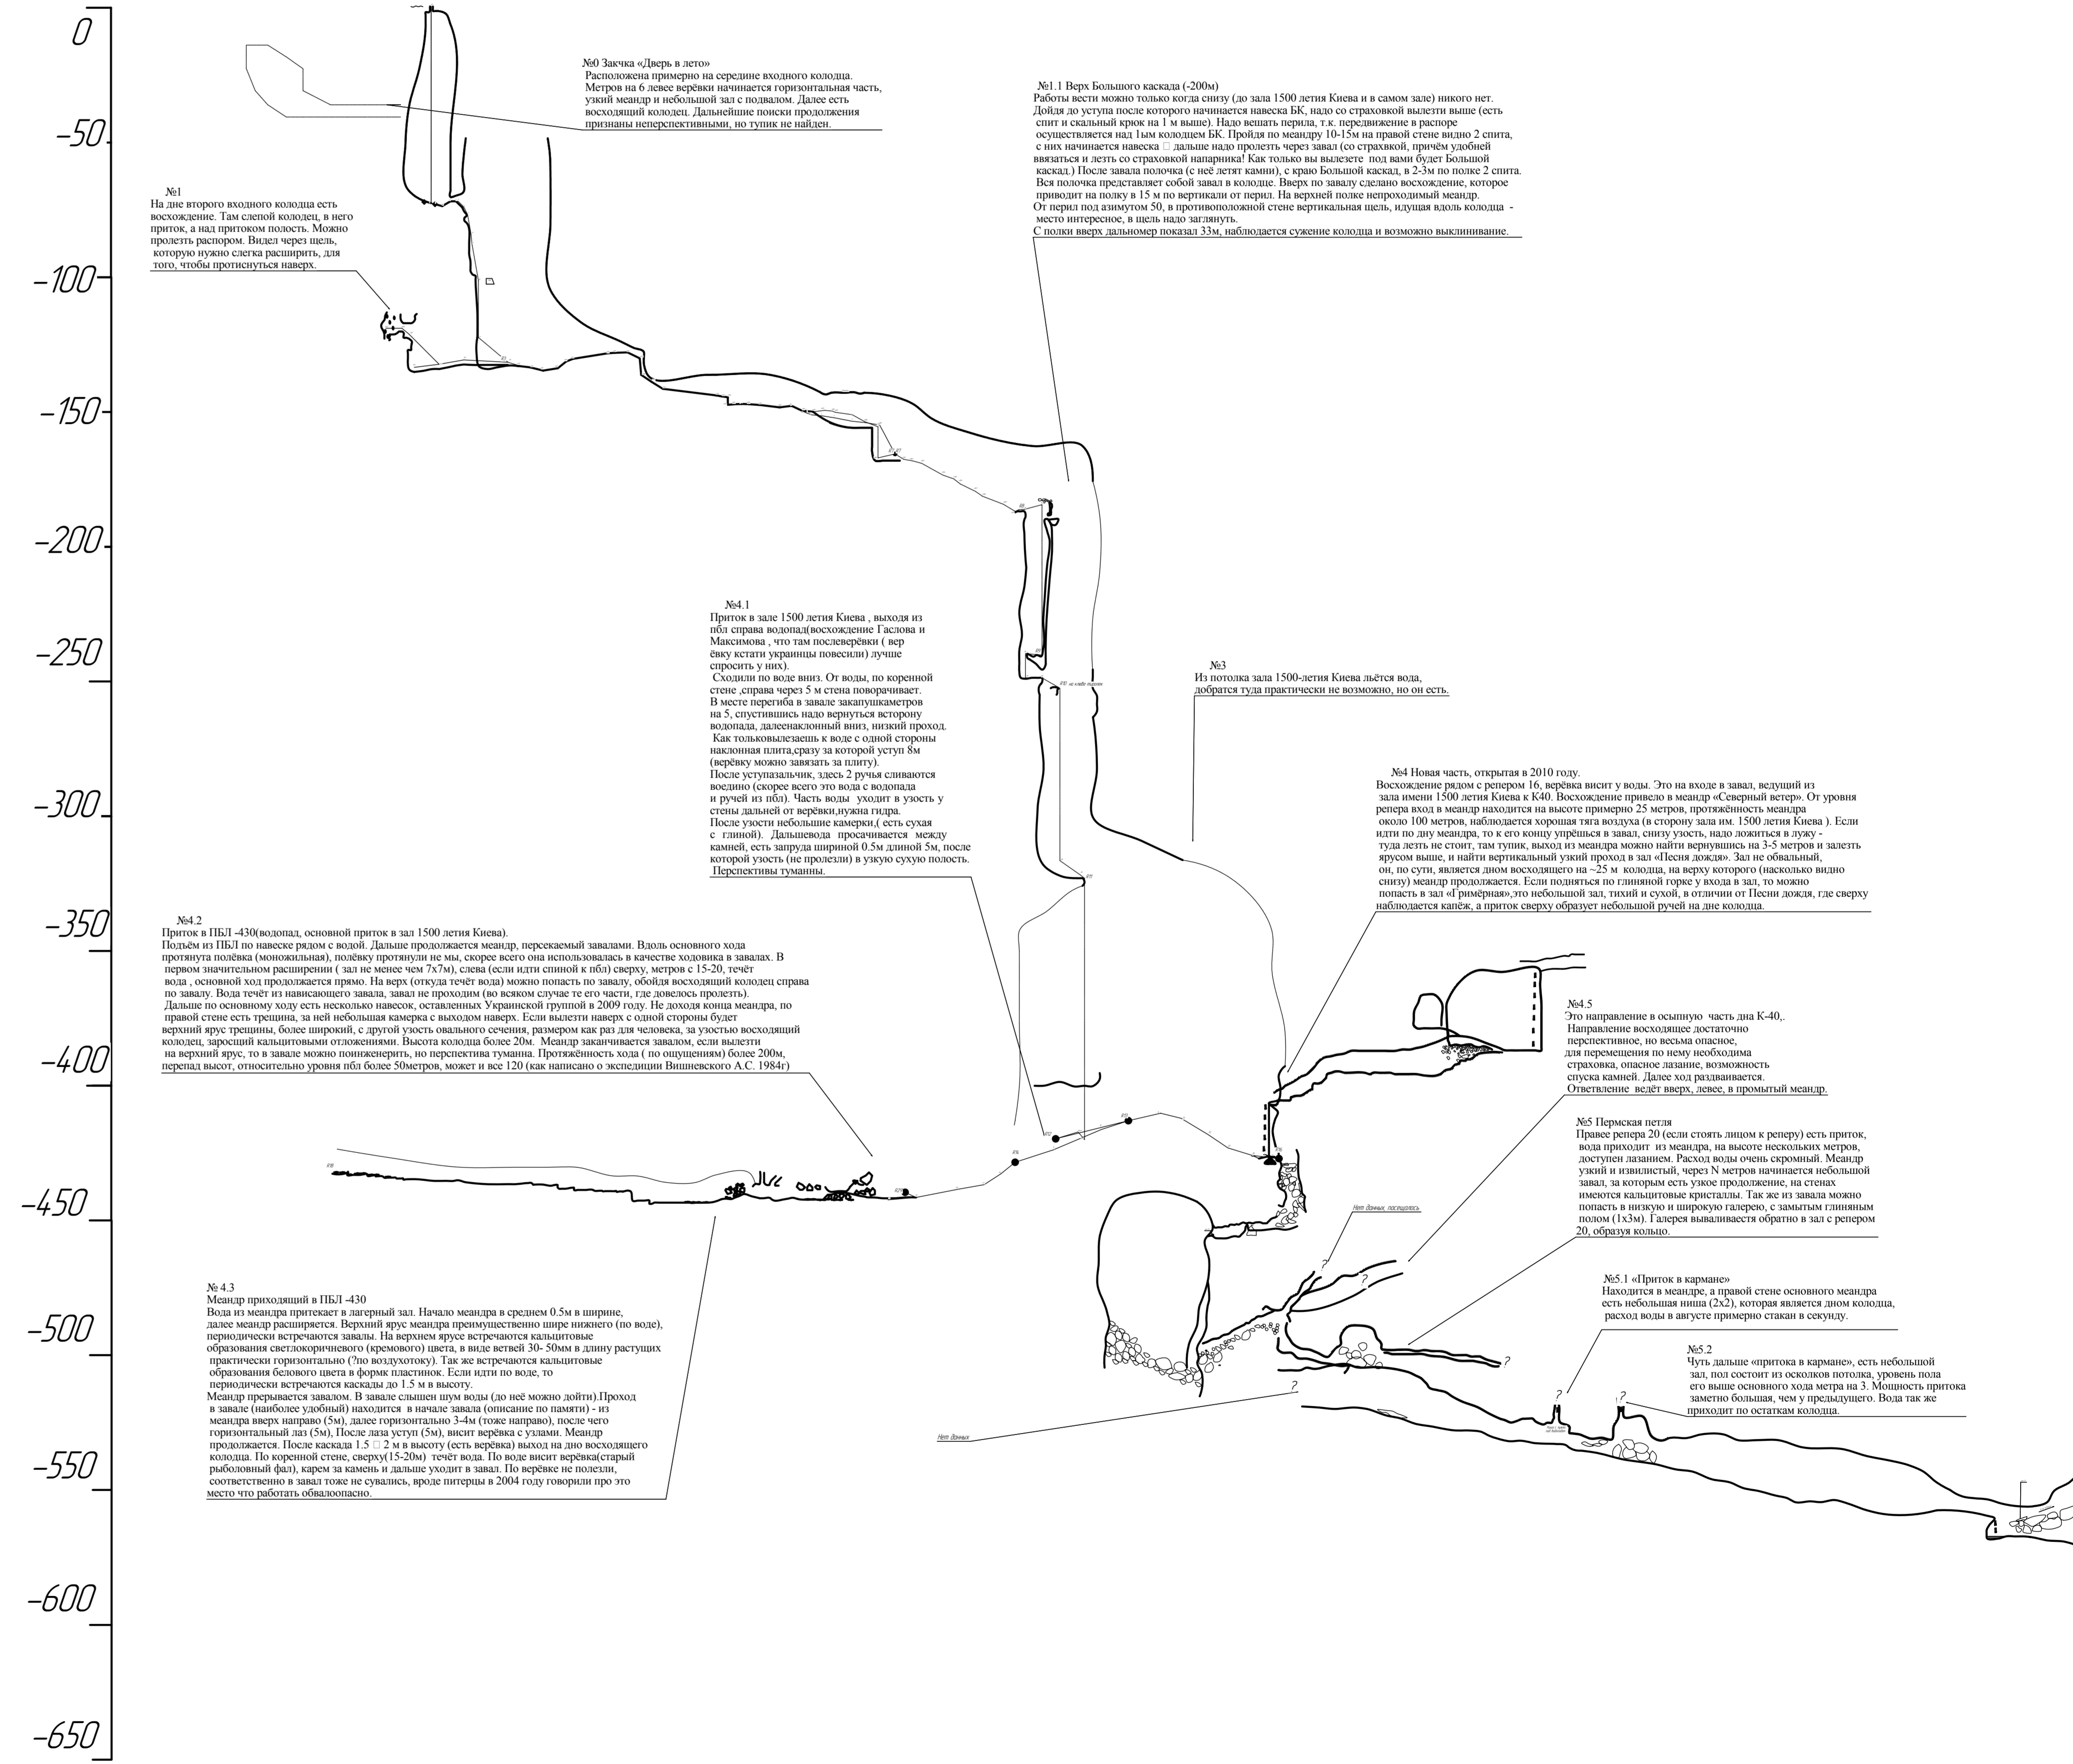 0
-50
-100
-150
-200
-250
-300
-350
-400
-450
-500
-550
-600
-650
№0 Закчка «Дверь в лето»
Расположена примерно на середине входного колодца.
Метров на 6 левее верёвки начинается горизонтальная часть,
узкий меандр и небольшой зал с подвалом. Далее есть
восходящий колодец. Дальнейшие поиски продолжения
признаны неперспективными, но тупик не найден.
№1.1 Верх Большого каскада (-200м)
Работы вести можно только когда снизу (до зала 1500 летия Киева и в самом зале) никого нет.
Дойдя до уступа после которого начинается навеска БК, надо со страховкой вылезти выше (есть
спит и скальный крюк на 1 м выше). Надо вешать перила, т.к. передвижение в распоре
осуществляется над 1ым колодцем БК. Пройдя по меандру 10-15м на правой стене видно 2 спита,
с них начинается навеска □ дальше надо пролезть через завал (со страхвкой, причём удобней
ввязаться и лезть со страховкой напарника! Как только вы вылезете под вами будет Большой
каскад.) После завала полочка (с неё летят камни), с краю Большой каскад, в 2-3м по полке 2 спита.
Вся полочка представляет собой завал в колодце. Вверх по завалу сделано восхождение, которое
приводит на полку в 15 м по вертикали от перил. На верхней полке непроходимый меандр.
От перил под азимутом 50, в противоположной стене вертикальная щель, идущая вдоль колодца -
место интересное, в щель надо заглянуть.
С полки вверх дальномер показал 33м, наблюдается сужение колодца и возможно выклинивание.
№1
На дне второго входного колодца есть
восхождение. Там слепой колодец, в него
приток, а над притоком полость. Можно
пролезть распором. Видел через щель,
которую нужно слегка расширить, для
того, чтобы протиснуться наверх.
№4.1
Приток в зале 1500 летия Киева , выходя из
пбл справа водопад(восхождение Гаслова и
Максимова , что там послеверёвки ( вер
ёвку кстати украинцы повесили) лучше
спросить у них).
Сходили по воде вниз. От воды, по коренной
стене ,справа через 5 м стена поворачивает.
В месте перегиба в завале закапушкаметров
на 5, спустившись надо вернуться всторону
водопада, далеенаклонный вниз, низкий проход.
Как тольковылезаешь к воде с одной стороны
наклонная плита,сразу за которой уступ 8м
(верёвку можно завязать за плиту).
После уступазальчик, здесь 2 ручья сливаются
воедино (скорее всего это вода с водопада
и ручей из пбл). Часть воды уходит в узость у
стены дальней от верёвки,нужна гидра.
После узости небольшие камерки,( есть сухая
с глиной). Дальшевода просачивается между
камней, есть запруда шириной 0.5м длиной 5м, после
которой узость (не пролезли) в узкую сухую полость.
Перспективы туманны.
№3
Из потолка зала 1500-летия Киева льётся вода,
добратся туда практически не возможно, но он есть.
№4 Новая часть, открытая в 2010 году.
Восхождение рядом с репером 16, верёвка висит у воды. Это на входе в завал, ведущий из
зала имени 1500 летия Киева к К40. Восхождение привело в меандр «Северный ветер». От уровня
репера вход в меандр находится на высоте примерно 25 метров, протяжённость меандра
около 100 метров, наблюдается хорошая тяга воздуха (в сторону зала им. 1500 летия Киева ). Если
идти по дну меандра, то к его концу упрёшься в завал, снизу узость, надо ложиться в лужу -
туда лезть не стоит, там тупик, выход из меандра можно найти вернувшись на 3-5 метров и залезть
ярусом выше, и найти вертикальный узкий проход в зал «Песня дождя». Зал не обвальный,
он, по сути, является дном восходящего на ~25 м колодца, на верху которого (насколько видно
снизу) меандр продолжается. Если подняться по глиняной горке у входа в зал, то можно
попасть в зал «Гримёрная»,это небольшой зал, тихий и сухой, в отличии от Песни дождя, где сверху
наблюдается капёж, а приток сверху образует небольшой ручей на дне колодца.
№4.2
Приток в ПБЛ -430(водопад, основной приток в зал 1500 летия Киева).
Подъём из ПБЛ по навеске рядом с водой. Дальше продолжается меандр, персекаемый завалами. Вдоль основного хода
протянута полёвка (моножильная), полёвку протянули не мы, скорее всего она использовалась в качестве ходовика в завалах. В
первом значительном расширении ( зал не менее чем 7х7м), слева (если идти спиной к пбл) сверху, метров с 15-20, течёт
вода , основной ход продолжается прямо. На верх (откуда течёт вода) можно попасть по завалу, обойдя восходящий колодец справа
по завалу. Вода течёт из нависающего завала, завал не проходим (во всяком случае те его части, где довелось пролезть).
Дальше по основному ходу есть несколько навесок, оставленных Украинской группой в 2009 году. Не доходя конца меандра, по
правой стене есть трещина, за ней небольшая камерка с выходом наверх. Если вылезти наверх с одной стороны будет
верхний ярус трещины, более широкий, с другой узость овального сечения, размером как раз для человека, за узостью восходящий
колодец, заросщий кальцитовыми отложениями. Высота колодца более 20м. Меандр заканчивается завалом, если вылезти
на верхний ярус, то в завале можно поинженерить, но перспектива туманна. Протяжённость хода ( по ощущениям) более 200м,
перепад высот, относительно уровня пбл более 50метров, может и все 120 (как написано о экспедиции Вишневского А.С. 1984г)
№4.5
Это направление в осыпную часть дна К-40,.
Направление восходящее достаточно
перспективное, но весьма опасное,
для перемещения по нему необходима
страховка, опасное лазание, возможность
спуска камней. Далее ход раздваивается.
Ответвление ведёт вверх, левее, в промытый меандр.
№5 Пермская петля
Правее репера 20 (если стоять лицом к реперу) есть приток,
вода приходит из меандра, на высоте нескольких метров,
доступен лазанием. Расход воды очень скромный. Меандр
узкий и извилистый, через N метров начинается небольшой
завал, за которым есть узкое продолжение, на стенах
имеются кальцитовые кристаллы. Так же из завала можно
попасть в низкую и широкую галерею, с замытым глиняным
полом (1х3м). Галерея вываливаестя обратно в зал с репером
20, образуя кольцо.
Нет данных, посещалось
№5.1 «Приток в кармане»
Находится в меандре, а правой стене основного меандра
есть небольшая ниша (2х2), которая является дном колодца,
расход воды в августе примерно стакан в секунду.
№5.2
Чуть дальше «притока в кармане», есть небольшой
зал, пол состоит из осколков потолка, уровень пола
его выше основного хода метра на 3. Мощность притока
заметно большая, чем у предыдущего. Вода так же
приходит по остаткам колодца.
№ 4.3
Меандр приходящий в ПБЛ -430
Вода из меандра притекает в лагерный зал. Начало меандра в среднем 0.5м в ширине,
далее меандр расширяется. Верхний ярус меандра преимущественно шире нижнего (по воде),
периодически встречаются завалы. На верхнем ярусе встречаются кальцитовые
образования светлокоричневого (кремового) цвета, в виде ветвей 30- 50мм в длину растущих
практически горизонтально (?по воздухотоку). Так же встречаются кальцитовые
образования белового цвета в формк пластинок. Если идти по воде, то
периодически встречаются каскады до 1.5 м в высоту.
Меандр прерывается завалом. В завале слышен шум воды (до неё можно дойти).Проход
в завале (наиболее удобный) находится в начале завала (описание по памяти) - из
меандра вверх направо (5м), далее горизонтально 3-4м (тоже направо), после чего
горизонтальный лаз (5м), После лаза уступ (5м), висит верёвка с узлами. Меандр
продолжается. После каскада 1.5 □ 2 м в высоту (есть верёвка) выход на дно восходящего
колодца. По коренной стене, сверху(15-20м) течёт вода. По воде висит верёвка(старый
рыболовный фал), карем за камень и дальше уходит в завал. По верёвке не полезли,
соответственно в завал тоже не сувались, вроде питерцы в 2004 году говорили про это
место что работать обвалоопасно.
?
?
?
?
?
?
Нет данных